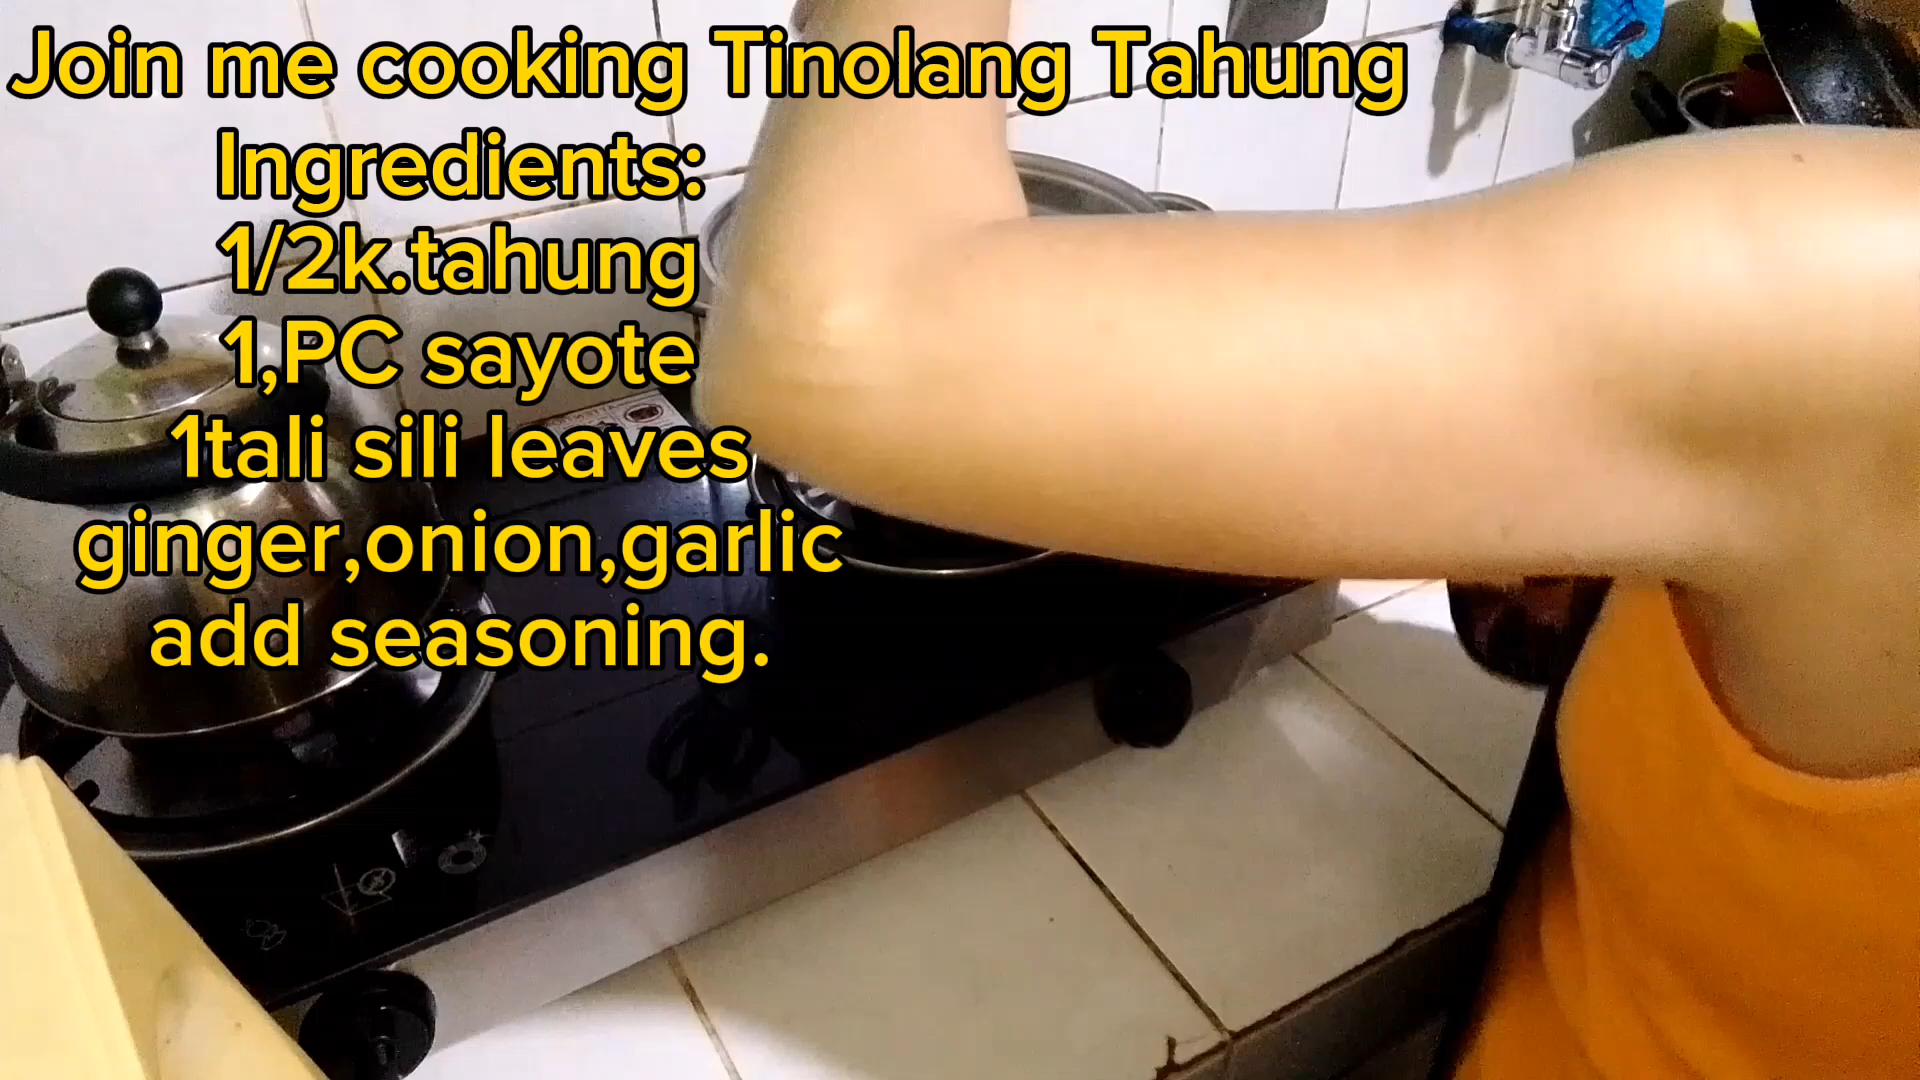 Join me cooking Tinolang Tahung
Ingredients:
1/2k.tahung
1,PC sayote
1tali sili leaves
ginger,onion,garlic
add seasoning.